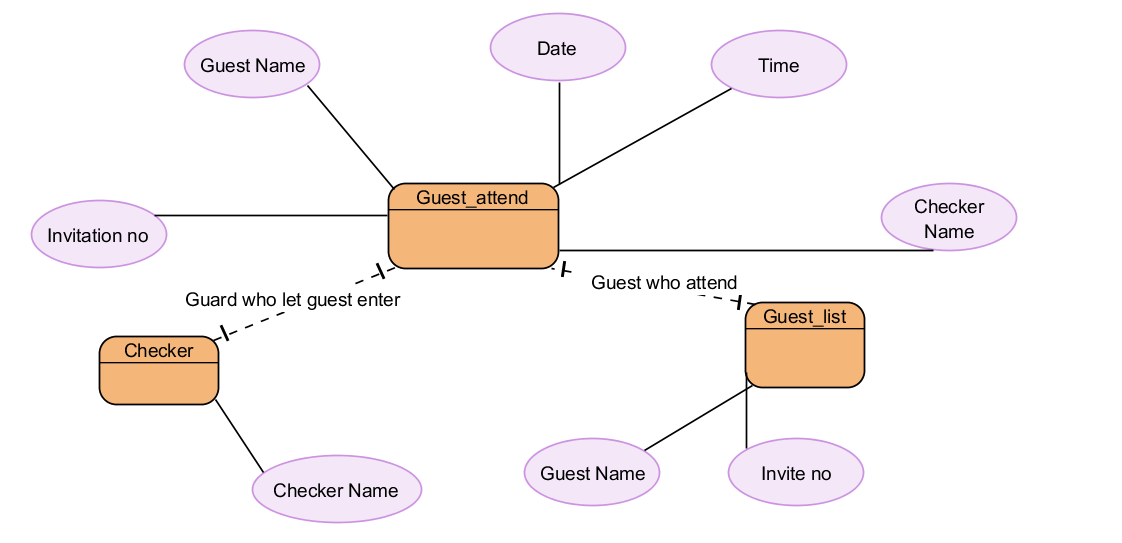 Date
Guest Name
Time
Guest_attend
Checker
Name
Invitation no
Guest who attend
Guard who let guest enter
Guest_list
Checker
Guest Name
Invite no
Checker Name